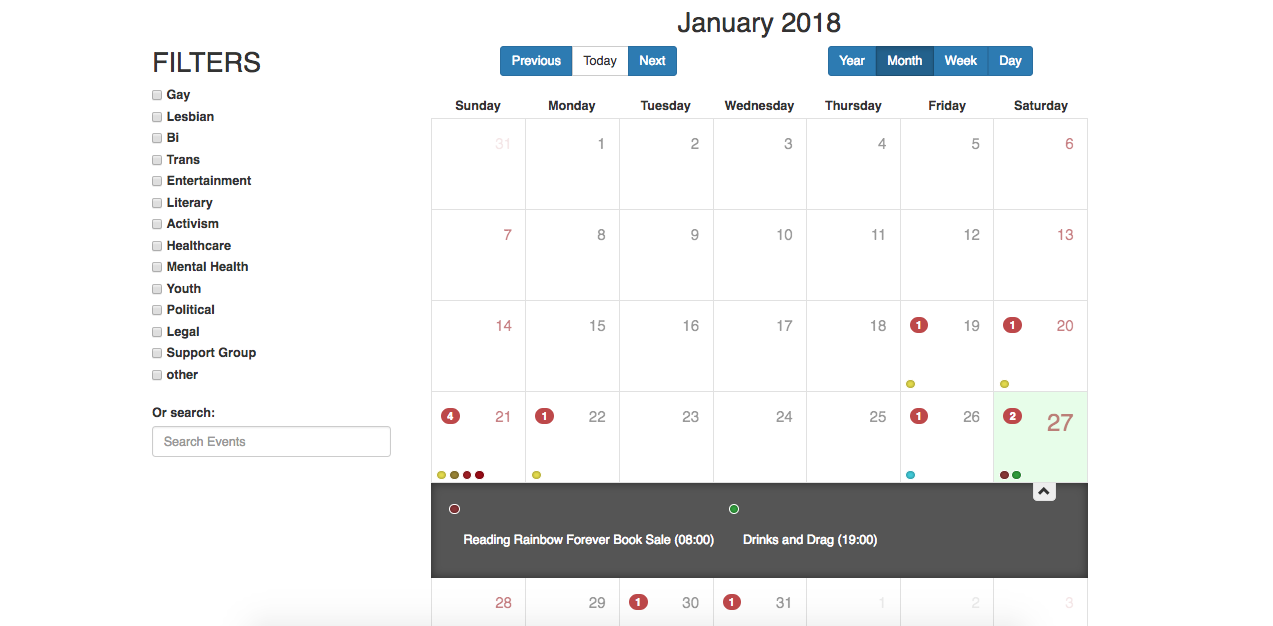 January 2018
FILTERS
Previous Today Next
Year Month Week Day
Gay
Lesbian
Bi
Trans
Entertainment
Literary
Activism
Healthcare
Mental Health
Youth
Political
Legal
Support Group
other
Or search:
Search Events
Sunday Monday Tuesday Wednesday Thursday Friday Saturday
31 1 2 3 4 5 6
7 8 9 10 11 12 13
14 15 16 17 18 1 19 1 20
4 21 1 22 23 24 25 1 26 2 27
Reading Rainbow Forever Book Sale (08:00) Drinks and Drag (19:00)
28 29 1 30 1 31 1 2 3